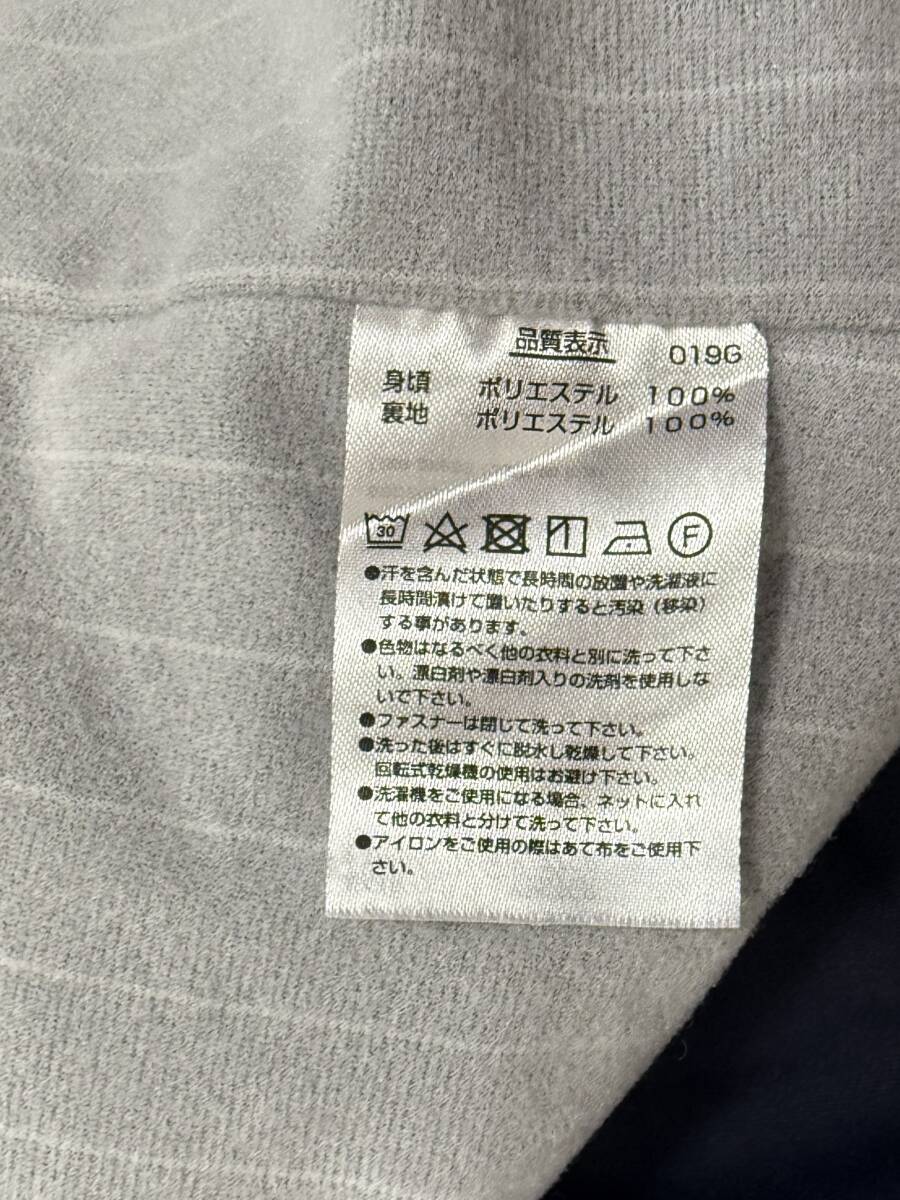 品質表示 019G
身頃 ポリエステル 100%
裏地 ポリエステル 100%
30 F
●汗を含んだ状態で長時間の放置や洗濯液に
長時間漬けて置いたりすると汚染（移染）
する事があります。
●色物はなるべく他の衣料と別に洗って下さ
い。漂白剤や漂白剤入りの洗剤を使用しな
いで下さい。
●ファスナーは閉じて洗って下さい。
●洗った後はすぐに脱水し乾燥して下さい。
回転式乾燥機の使用はお避け下さい。
●洗濯機をご使用になる場合、ネットに入れ
て他の衣料と分けて洗って下さい。
●アイロンをご使用の際はあて布をご使用下
さい。